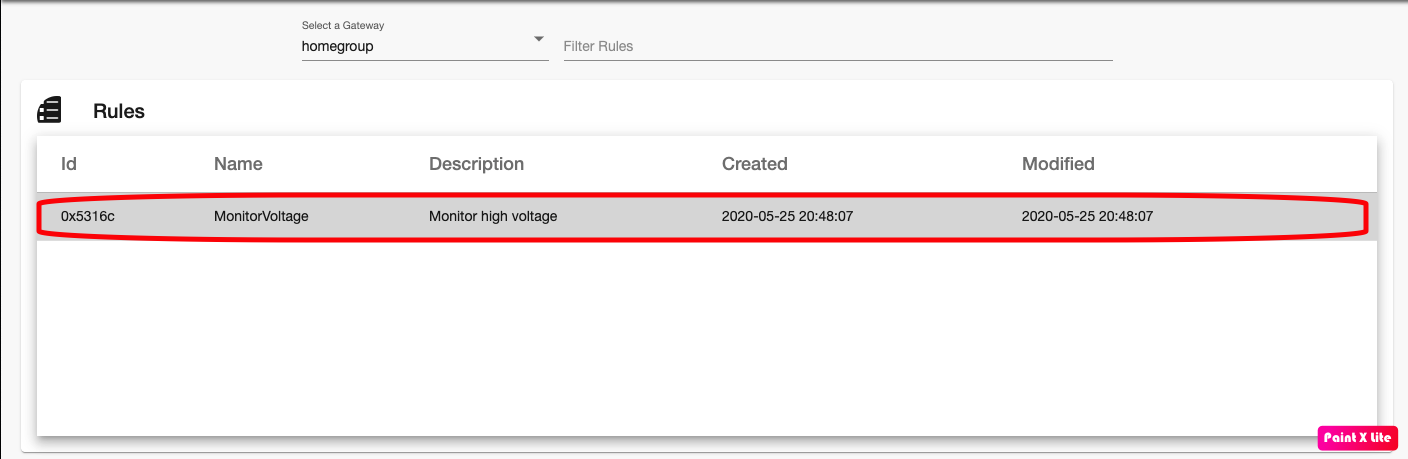 Select a Gateway
homegroup
Filter Rules
Rules
Id Name Description Created Modified
0x5316c MonitorVoltage Monitor high voltage 2020-05-25 20:48:07 2020-05-25 20:48:07
Paint X Lite